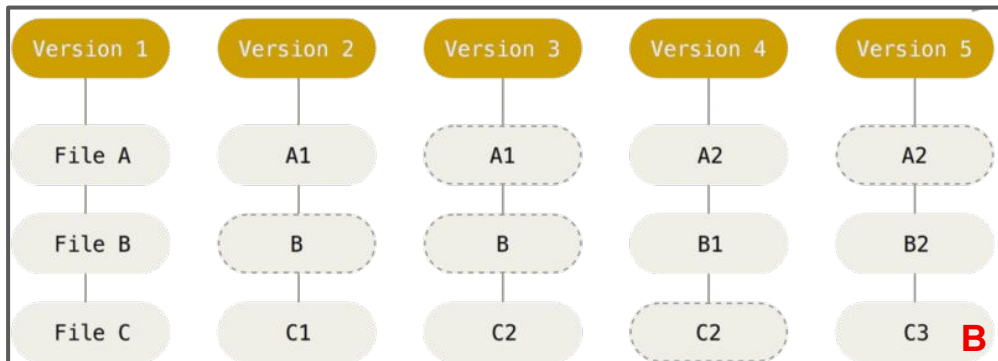 Version 1 Version 2 Version 3 Version 4 Version 5
File A A1 A1 A2 A2
File B B B B1 B2
File C C1 C2 C2 C3 B